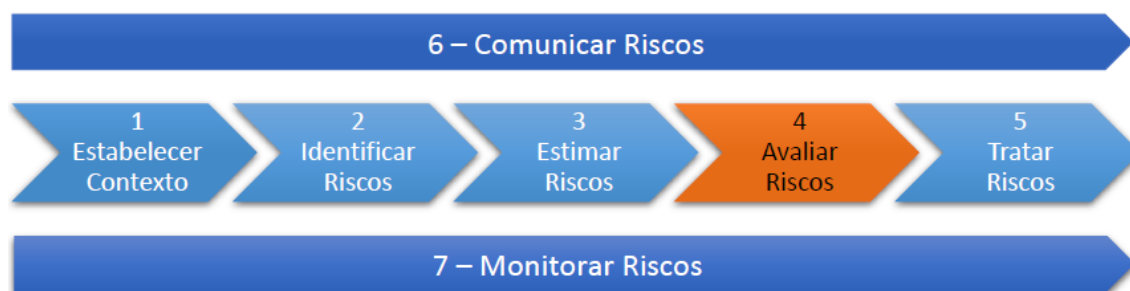 6 – Comunicar Riscos
1
Estabelecer
Contexto
2
Identificar
Riscos
3
Estimar
Riscos
4
Avaliar
Riscos
5
Tratar
Riscos
7 – Monitorar Riscos